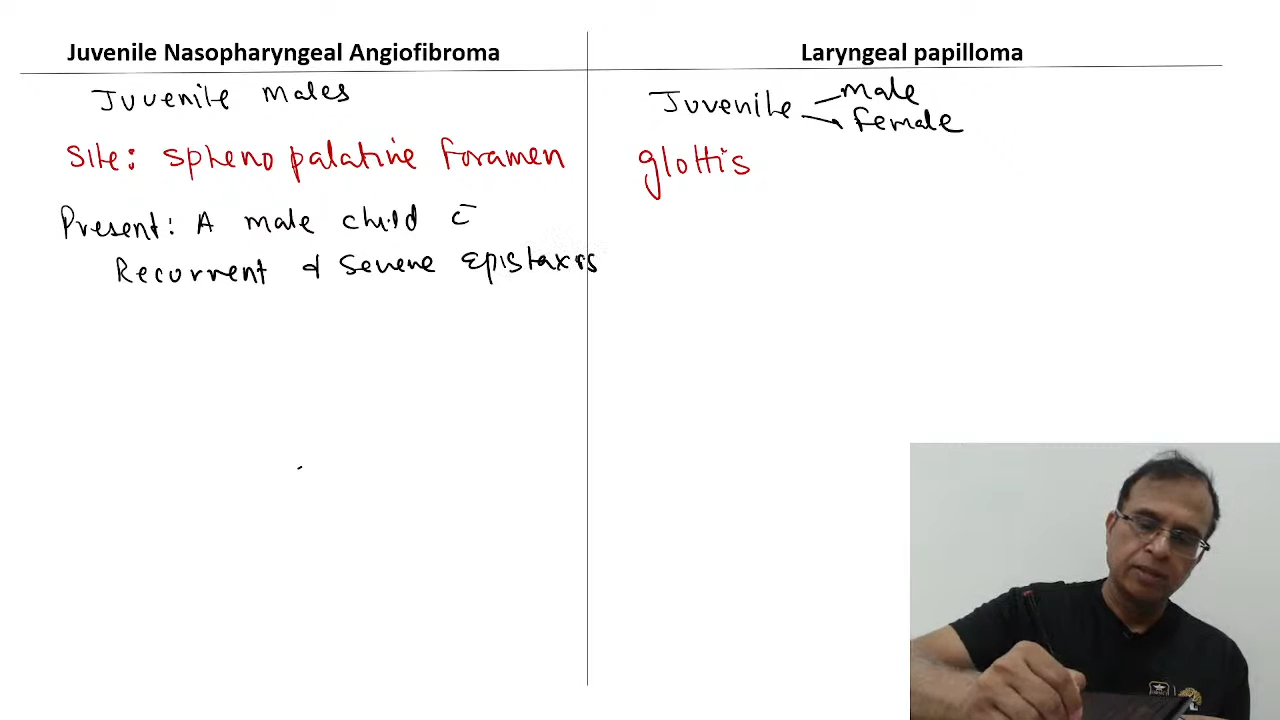 Juvenile Nasopharyngeal Angiofibroma
Juvenile males
Site: spheno palatine foramen
Present: A male child c̄
Recurrent & severe epistaxis
Laryngeal papilloma
Juvenile male
female
glottis